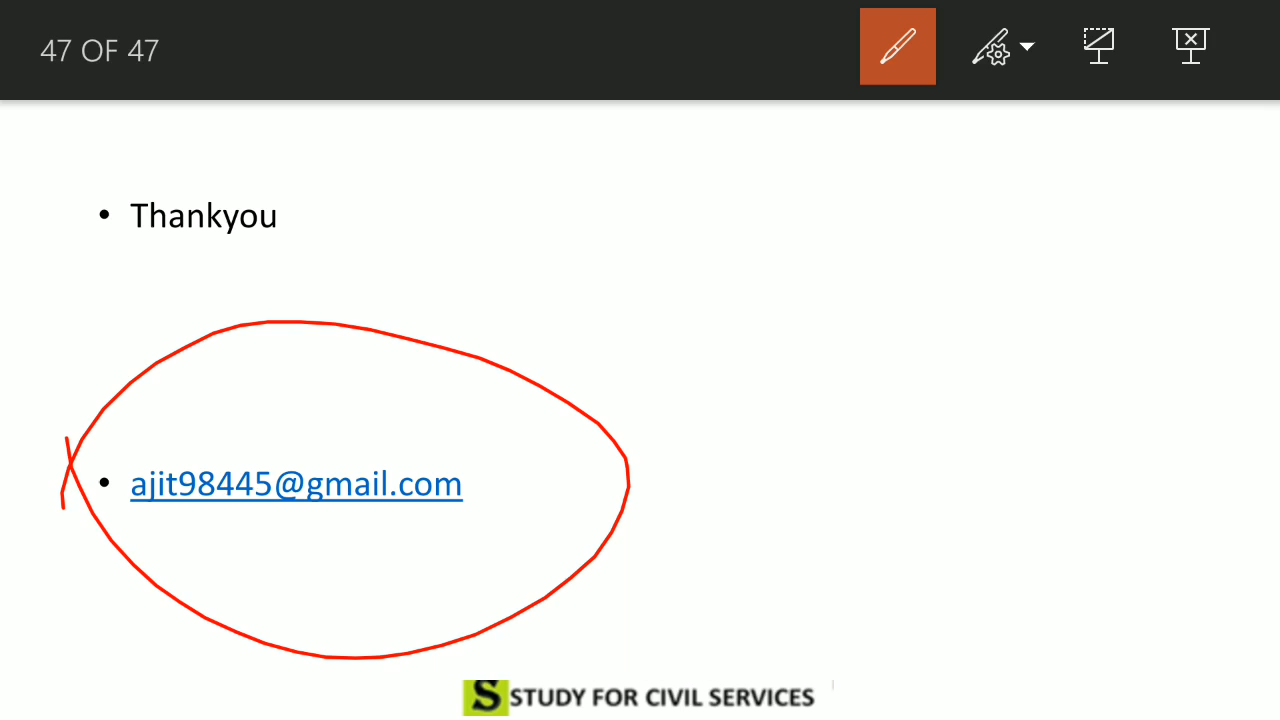 47 OF 47
• Thankyou
• ajit98445@gmail.com
S STUDY FOR CIVIL SERVICES